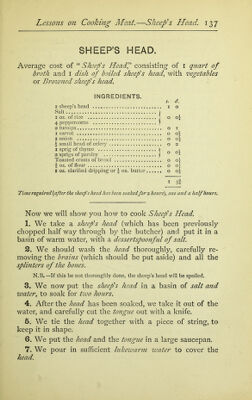 Lessons on Cooking Meat.—Sheep's Head. 137
SHEEP'S HEAD.
Average cost of "Sheep's Head," consisting of 1 quart of
broth and 1 dish of boiled sheep's head, with vegetables
or Browned sheep's head.
INGREDIENTS.
s. d.
1 sheep's head 1 0
Salt
2 oz. of rice 0 0½
4 peppercorns
2 turnips 0 1
1 carrot 0 0½
1 onion 0 0½
½ small head of celery
1 sprig of thyme
2 sprigs of parsley
Toasted crusts of bread
½ oz. of flour
2 oz. clarified dripping or ½ oz. butter
Time required (after the sheep's head has been soaked for 2 hours), one and a half hours.
Now we will show you how to cook Sheep's Head.
1. We take a sheep's head (which has been previously
chopped half way through by the butcher) and put it in a
basin of warm water, with a dessertspoonful of salt.
2. We should wash the head thoroughly, carefully re-
moving the brains (which should be put aside) and all the
splinters of the bones.
N.B.—If this be not thoroughly done, the sheep's head will be spoiled.
3. We now put the sheep's head in a basin of salt and
water, to soak for two hours.
4. After the head has been soaked, we take it out of the
water, and carefully cut the tongue out with a knife.
5. We tie the head together with a piece of string, to
keep it in shape.
6. We put the head and the tongue in a large saucepan.
7. We pour in sufficient lukewarm water to cover the
head.